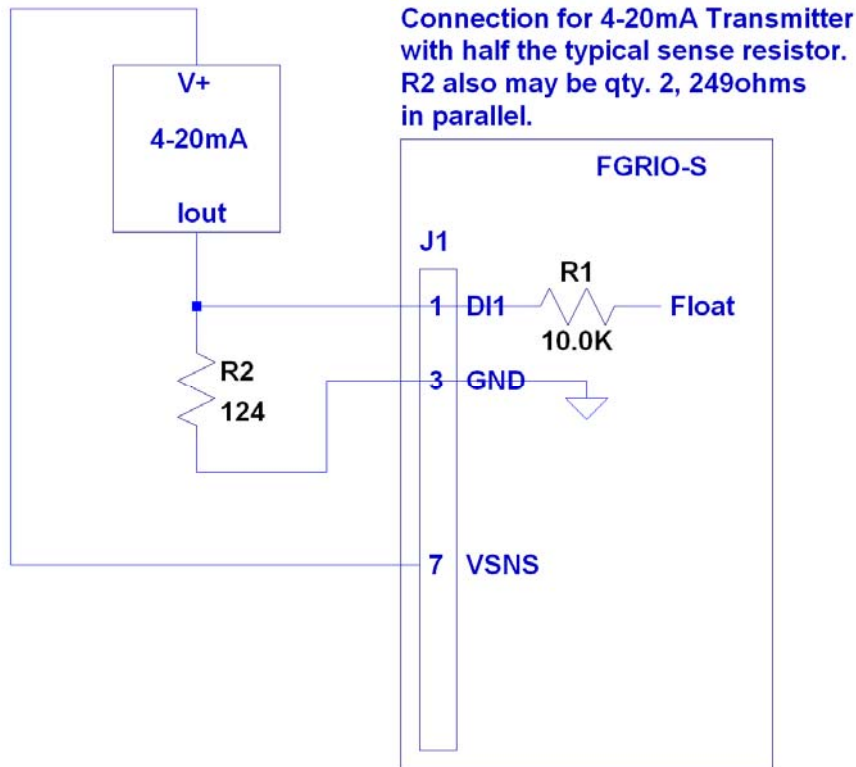 Connection for 4-20mA Transmitter
with half the typical sense resistor.
R2 also may be qty. 2, 249ohms
in parallel.
V+
4-20mA
Iout
FGRIO-S
J1
R1
1 DI1
Float
10.0K
R2
124
3 GND
7 VSNS